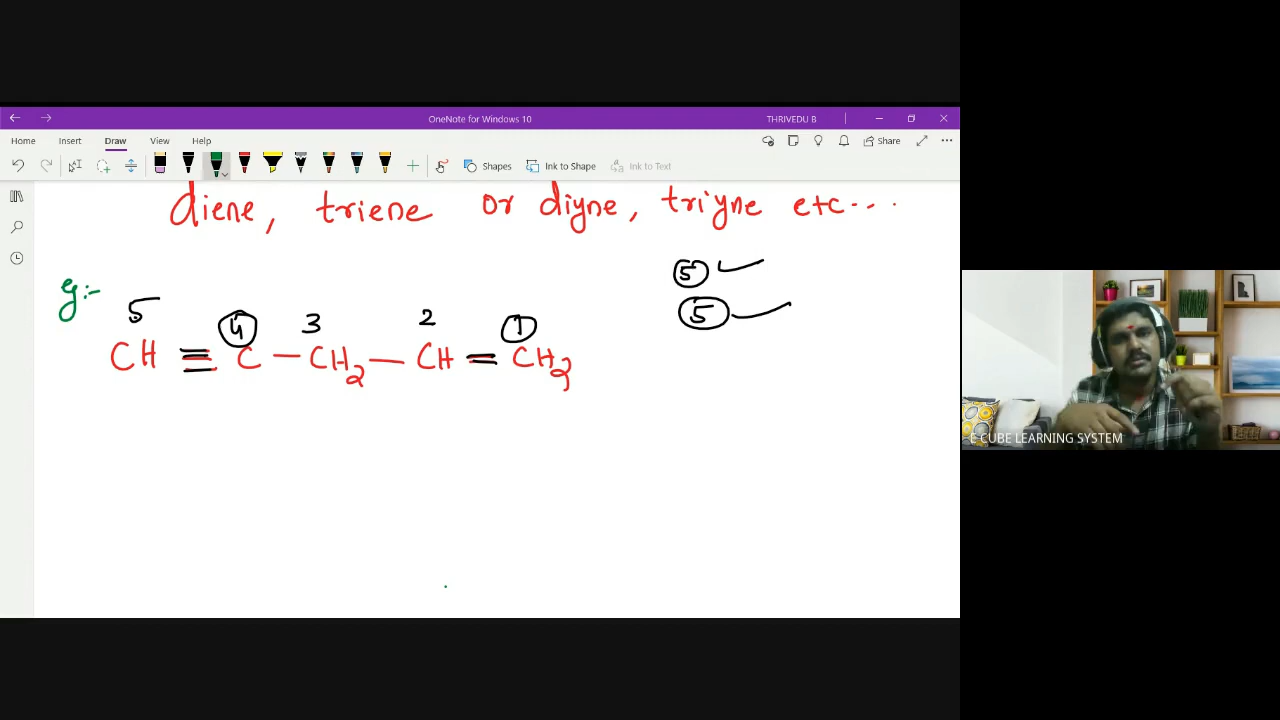 OneNote for Windows 10
THRIVEDU B
Home Insert Draw View Help
Share
Shapes Ink to Shape Ink to Text
diene, triene or diyne, triyne etc...
5
Eg:-
5 4 3 2 1
5
CH ≡ C — CH₂ — CH = CH₂
C CUBE LEARNING SYSTEM